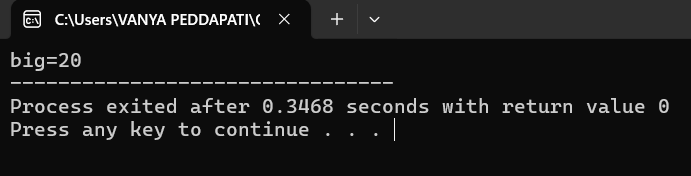 C:\Users\VANYA PEDDAPATI\C
big=20
--------------------------------
Process exited after 0.3468 seconds with return value 0
Press any key to continue . . .